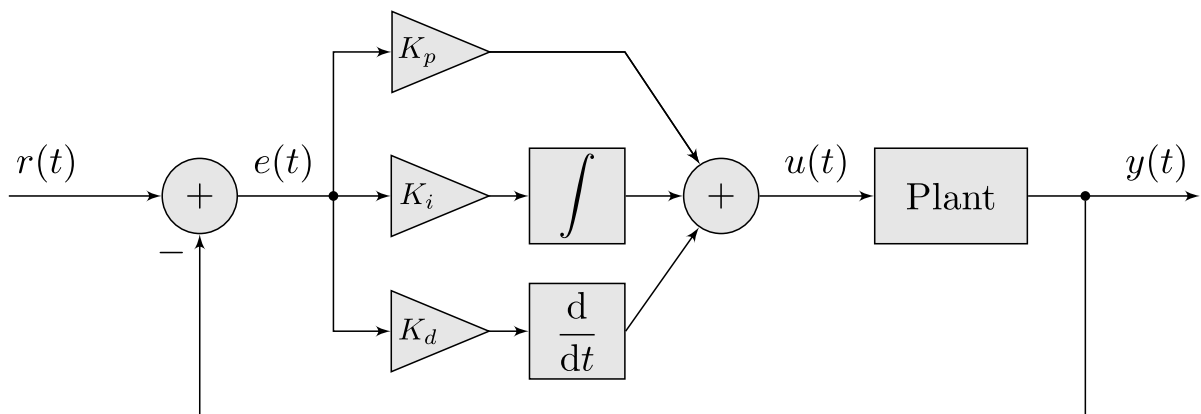 K_p
r(t)
+
−
e(t)
K_i
∫
+
u(t)
Plant
y(t)
K_d
d
dt